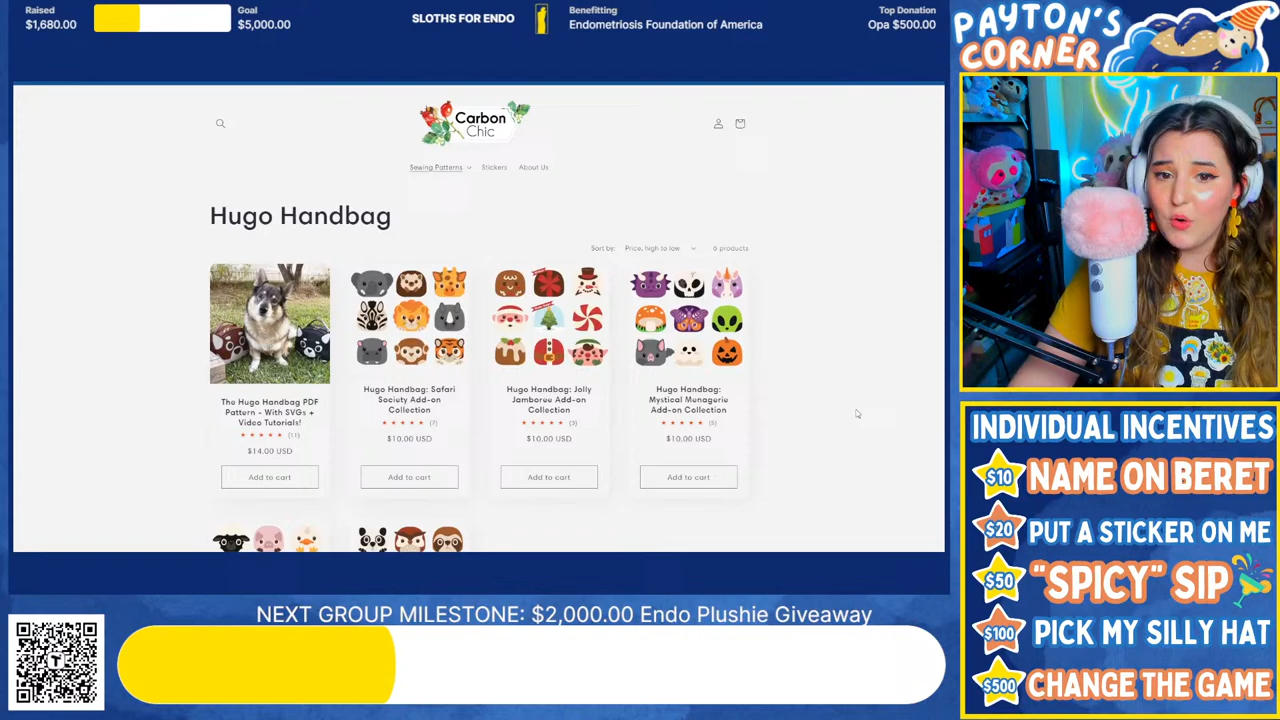 Raised
$1,680.00
Goal
$5,000.00
SLOTHS FOR ENDO
Benefitting
Endometriosis Foundation of America
Top Donation
Opa $500.00
PAYTON'S
CORNER
Carbon
Chic
Sewing Patterns
Stickers
About Us
Hugo Handbag
Sort by:
Price, high to low
6 products
The Hugo Handbag PDF
Pattern - With SVGs +
Video Tutorials!
(11)
$14.00 USD
Add to cart
Hugo Handbag: Safari
Society Add-on
Collection
(7)
$10.00 USD
Add to cart
Hugo Handbag: Jolly
Jamboree Add-on
Collection
(3)
$10.00 USD
Add to cart
Hugo Handbag:
Mystical Menagerie
Add-on Collection
(5)
$10.00 USD
Add to cart
INDIVIDUAL INCENTIVES
$10 NAME ON BERET
$20 PUT A STICKER ON ME
$50 "SPICY" SIP
$100 PICK MY SILLY HAT
$500 CHANGE THE GAME
NEXT GROUP MILESTONE: $2,000.00 Endo Plushie Giveaway